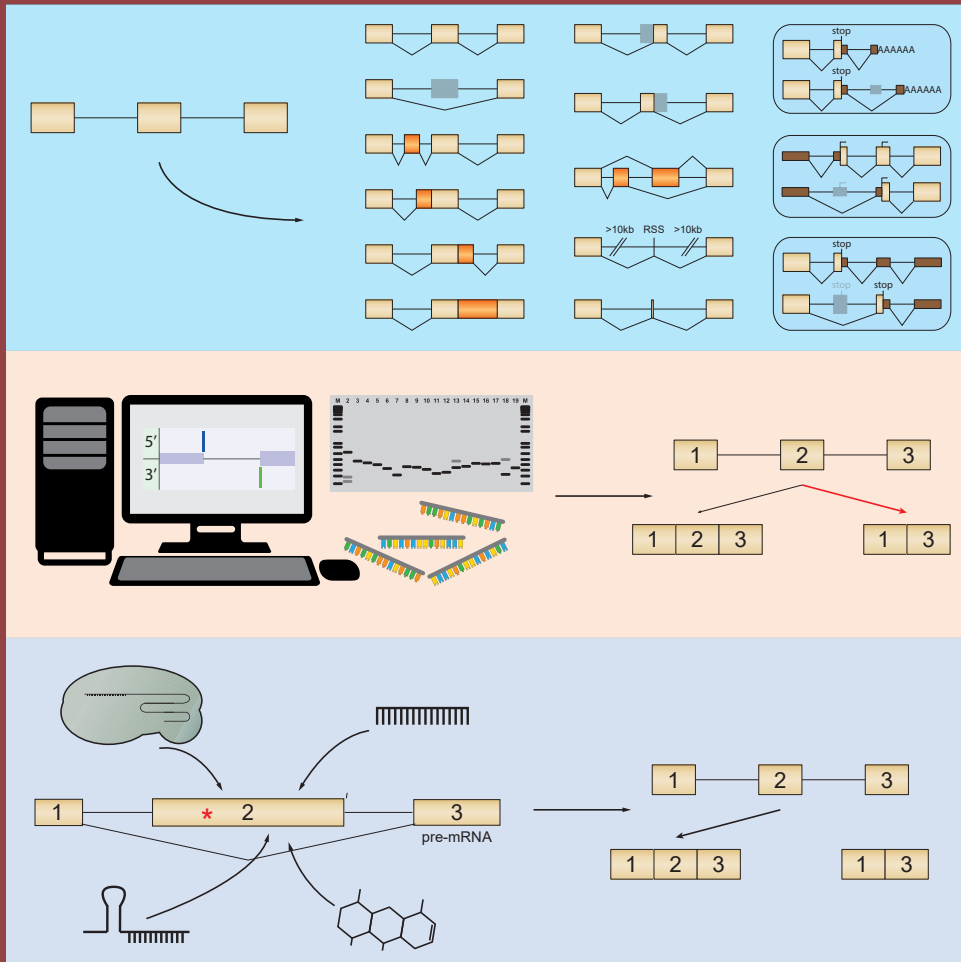 stop
AAAAAA
stop
AAAAAA
>10kb RSS >10kb
stop
stop stop
M 2 3 4 5 6 7 8 9 10 11 12 13 14 15 16 17 18 19 M
5′
3′
1 2 3
1 2 3 1 3
1 * 2 3
pre-mRNA
1 2 3
1 2 3 1 3